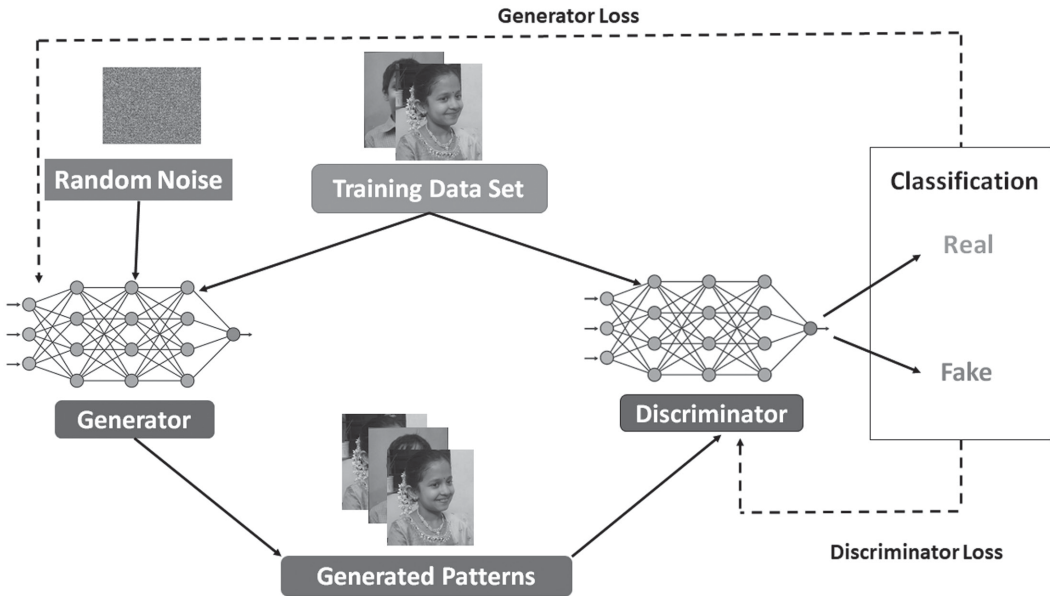 Generator Loss
Random Noise
Training Data Set
Classification
Real
Fake
Generator
Discriminator
Generated Patterns
Discriminator Loss